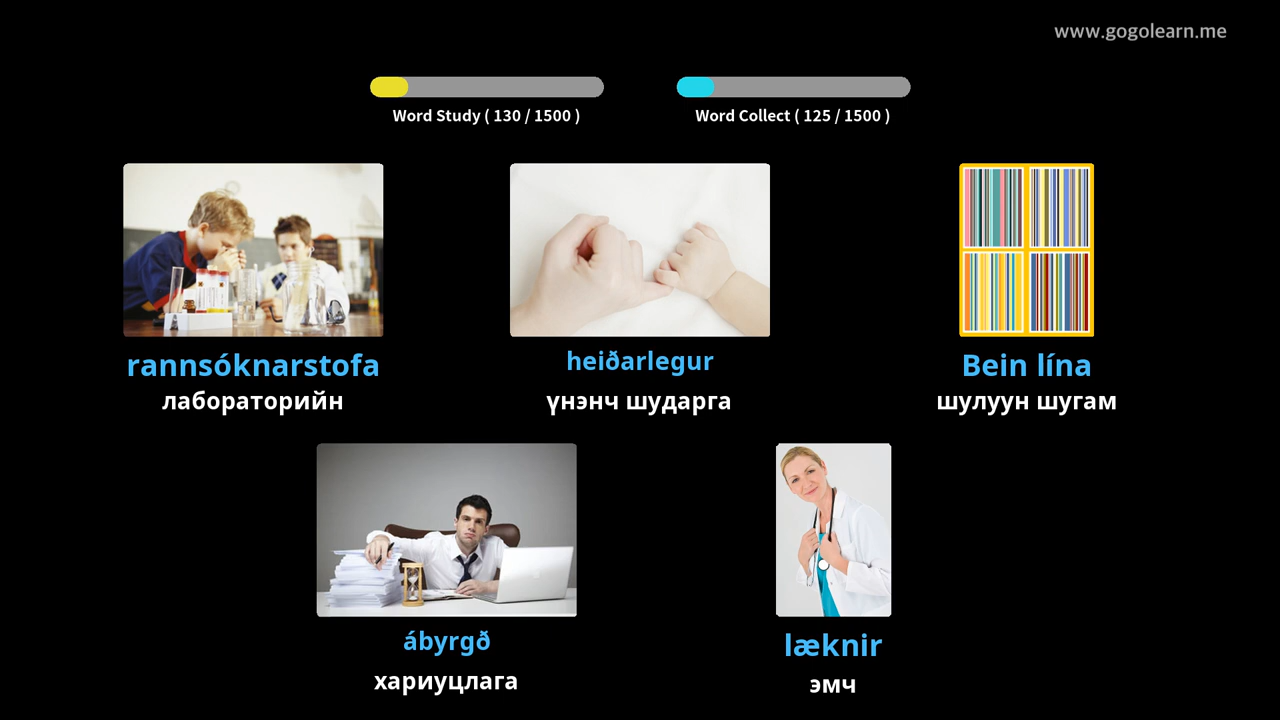 www.gogolearn.me
Word Study ( 130 / 1500 )
Word Collect ( 125 / 1500 )
rannsóknarstofa
лабораторийн
heiðarlegur
үнэнч шударга
Bein lína
шулуун шугам
ábyrgð
хариуцлага
læknir
эмч